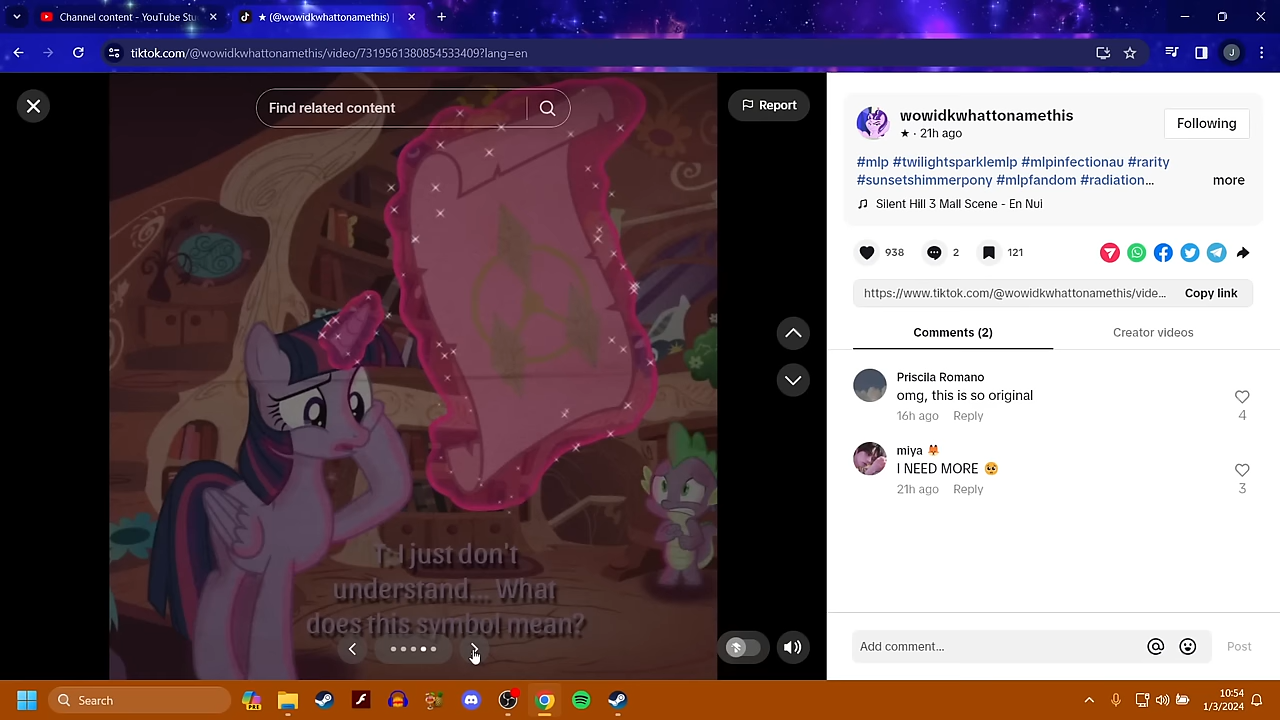 Channel content - YouTube Stu
★ (@wowidkwhattonamethis) |
tiktok.com/@wowidkwhattonamethis/video/7319561380854533409?lang=en
J
Find related content
Report
T: I just don't
understand... What
does this symbol mean?
wowidkwhattonamethis
★ · 21h ago
Following
#mlp #twilightsparklemlp #mlpinfectionau #rarity
#sunsetshimmerpony #mlpfandom #radiation...
more
Silent Hill 3 Mall Scene - En Nui
938
2
121
https://www.tiktok.com/@wowidkwhattonamethis/vide...
Copy link
Comments (2)
Creator videos
Priscila Romano
omg, this is so original
16h ago
Reply
4
miya 🦊
I NEED MORE 🥺
21h ago
Reply
3
Add comment...
Post
Search
PRE
10:54
1/3/2024